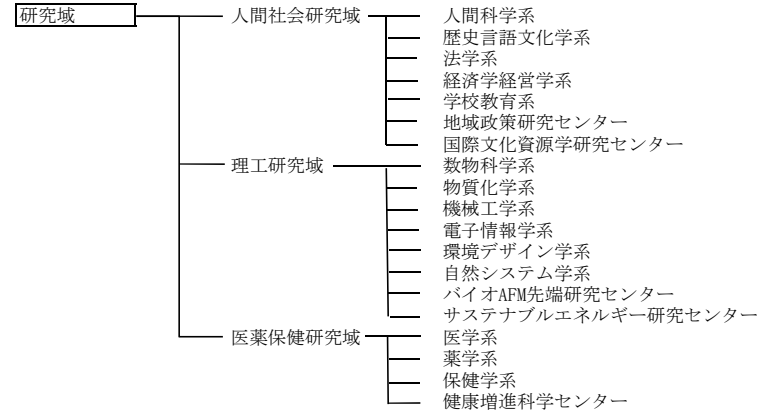 研究域 人間社会研究域 人間科学系
歴史言語文化学系
法学系
経済学経営学系
学校教育系
地域政策研究センター
国際文化資源学研究センター
理工研究域 数物科学系
物質化学系
機械工学系
電子情報学系
環境デザイン学系
自然システム学系
バイオAFM先端研究センター
サステナブルエネルギー研究センター
医薬保健研究域 医学系
薬学系
保健学系
健康増進科学センター